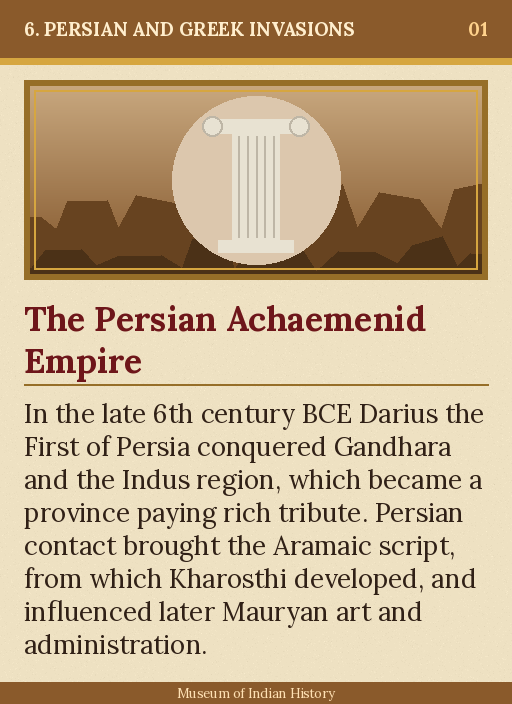 6. PERSIAN AND GREEK INVASIONS 01
The Persian Achaemenid
Empire
In the late 6th century BCE Darius the
First of Persia conquered Gandhara
and the Indus region, which became a
province paying rich tribute. Persian
contact brought the Aramaic script,
from which Kharosthi developed, and
influenced later Mauryan art and
administration.
Museum of Indian History